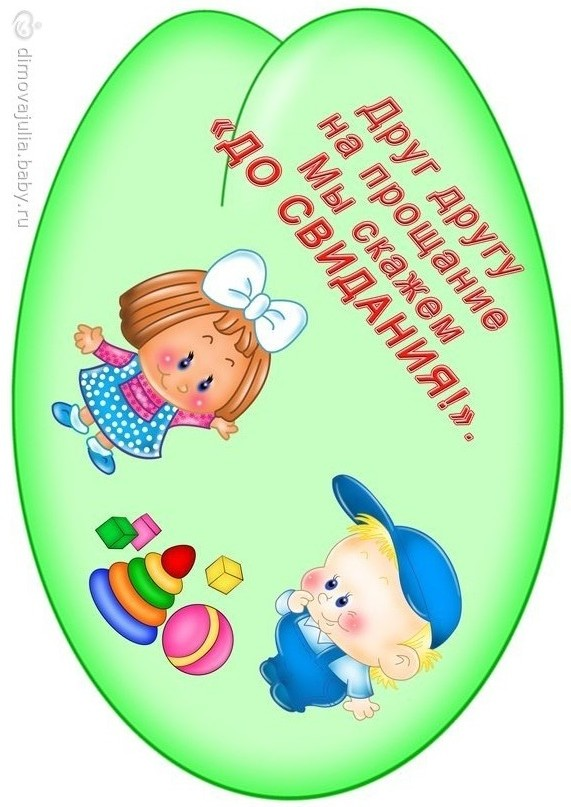 Друг другу
на прощание
Мы скажем
«ДО СВИДАНИЯ!».
dimovajulia.baby.ru